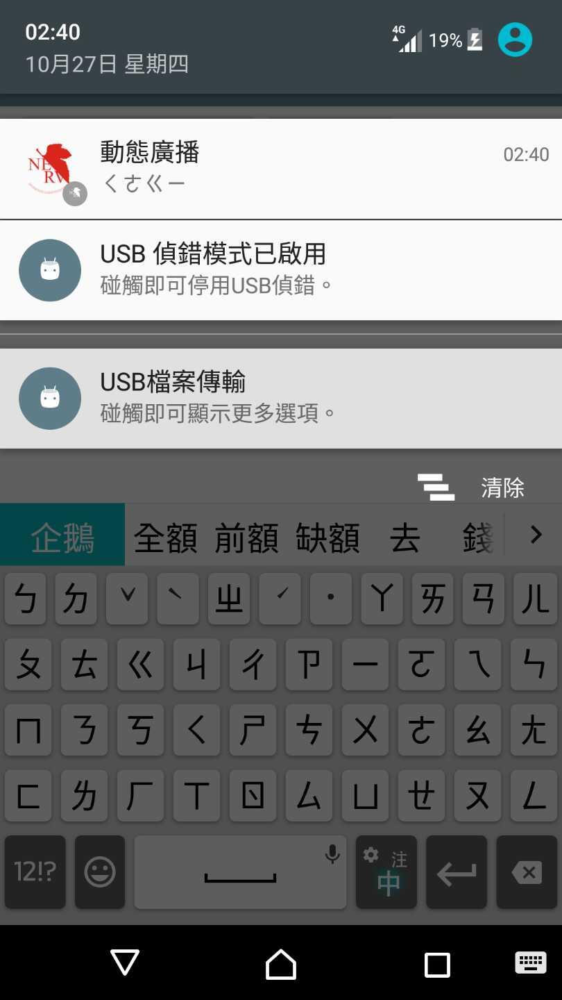 02:40
10月27日 星期四
4G
19%
動態廣播
02:40
NERV
ㄑㄜㄍㄧ
USB 偵錯模式已啟用
碰觸即可停用USB偵錯。
USB檔案傳輸
碰觸即可顯示更多選項。
清除
企鵝 全額 前額 缺額 去 錢
ㄅ ㄉ ˇ ˋ ㄓ ˊ ˙ ㄚ ㄞ ㄢ ㄦ
ㄆ ㄊ ㄍ ㄐ ㄔ ㄗ ㄧ ㄛ ㄟ ㄣ
ㄇ ㄋ ㄎ ㄑ ㄕ ㄘ ㄨ ㄜ ㄠ ㄤ
ㄈ ㄌ ㄏ ㄒ ㄖ ㄙ ㄩ ㄝ ㄡ ㄥ
12!? 注 中